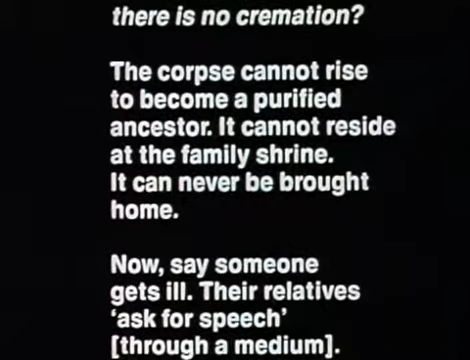 there is no cremation?
The corpse cannot rise
to become a purified
ancestor. It cannot reside
at the family shrine.
It can never be brought
home.
Now, say someone
gets ill. Their relatives
‘ask for speech’
[through a medium].